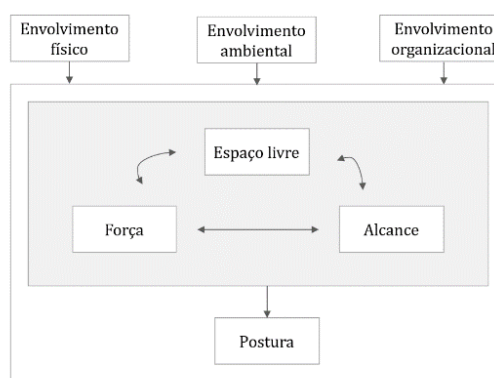 Envolvimento
físico
Envolvimento
ambiental
Envolvimento
organizacional
Espaço livre
Força
Alcance
Postura